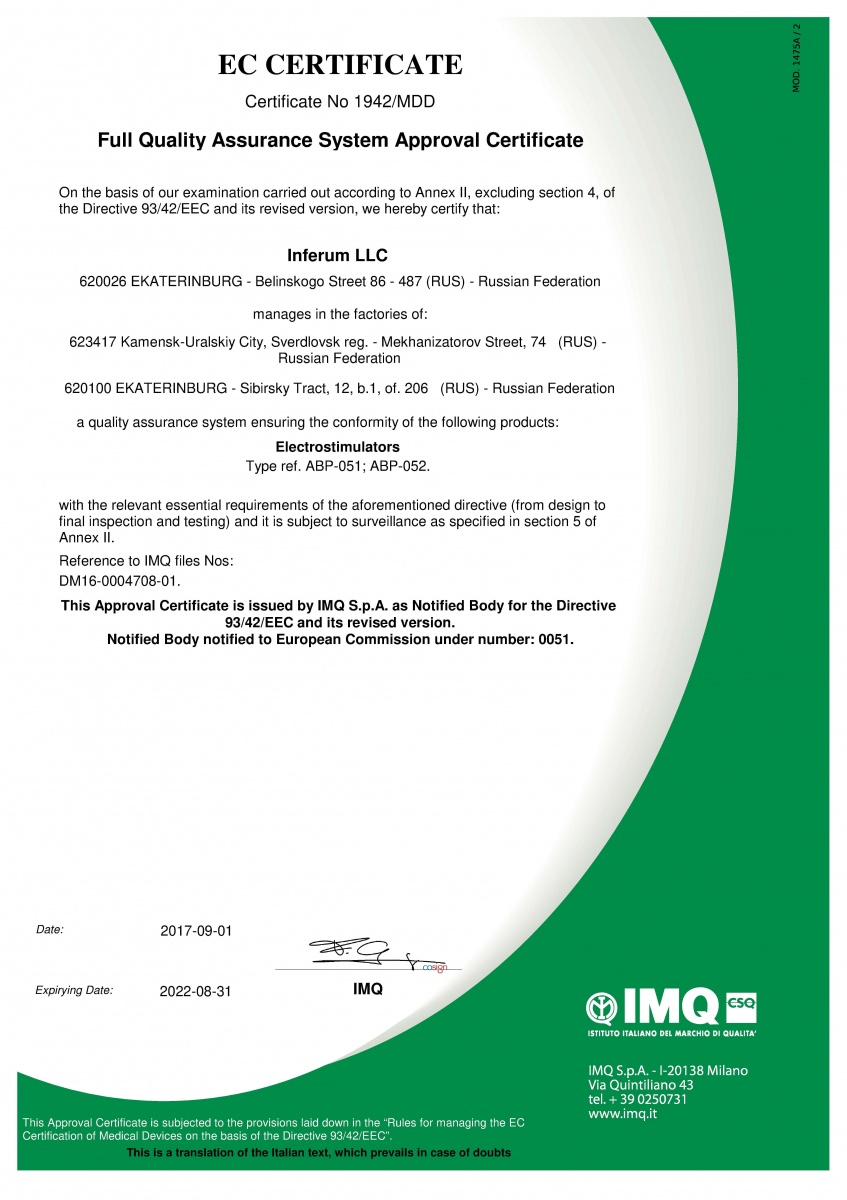 MOD. 1475A / 2
EC CERTIFICATE
Certificate No 1942/MDD
Full Quality Assurance System Approval Certificate
On the basis of our examination carried out according to Annex II, excluding section 4, of
the Directive 93/42/EEC and its revised version, we hereby certify that:
Inferum LLC
620026 EKATERINBURG - Belinskogo Street 86 - 487 (RUS) - Russian Federation
manages in the factories of:
623417 Kamensk-Uralskiy City, Sverdlovsk reg. - Mekhanizatorov Street, 74 (RUS) -
Russian Federation
620100 EKATERINBURG - Sibirsky Tract, 12, b.1, of. 206 (RUS) - Russian Federation
a quality assurance system ensuring the conformity of the following products:
Electrostimulators
Type ref. ABP-051; ABP-052.
with the relevant essential requirements of the aforementioned directive (from design to
final inspection and testing) and it is subject to surveillance as specified in section 5 of
Annex II.
Reference to IMQ files Nos:
DM16-0004708-01.
This Approval Certificate is issued by IMQ S.p.A. as Notified Body for the Directive
93/42/EEC and its revised version.
Notified Body notified to European Commission under number: 0051.
Date: 2017-09-01
cosign
Expirying Date: 2022-08-31
IMQ
IMQ CSQ
ISTITUTO ITALIANO DEL MARCHIO DI QUALITA'
IMQ S.p.A. - I-20138 Milano
Via Quintiliano 43
tel. + 39 0250731
www.imq.it
This Approval Certificate is subjected to the provisions laid down in the “Rules for managing the EC
Certification of Medical Devices on the basis of the Directive 93/42/EEC”.
This is a translation of the Italian text, which prevails in case of doubts